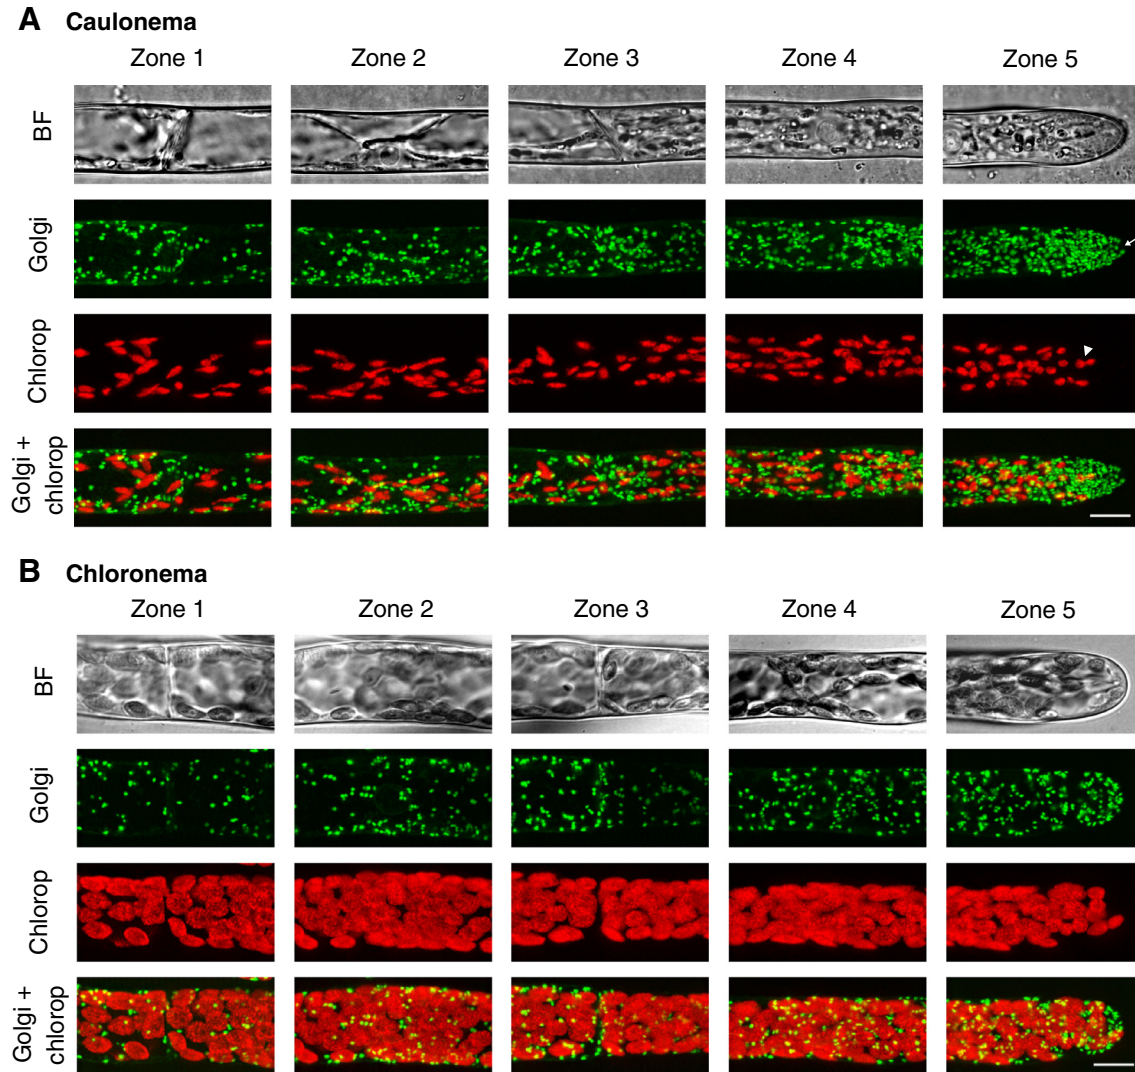 A Caulonema
Zone 1 Zone 2 Zone 3 Zone 4 Zone 5
BF
Golgi
Chlorop
Golgi +
chlorop
B Chloronema
Zone 1 Zone 2 Zone 3 Zone 4 Zone 5
BF
Golgi
Chlorop
Golgi +
chlorop